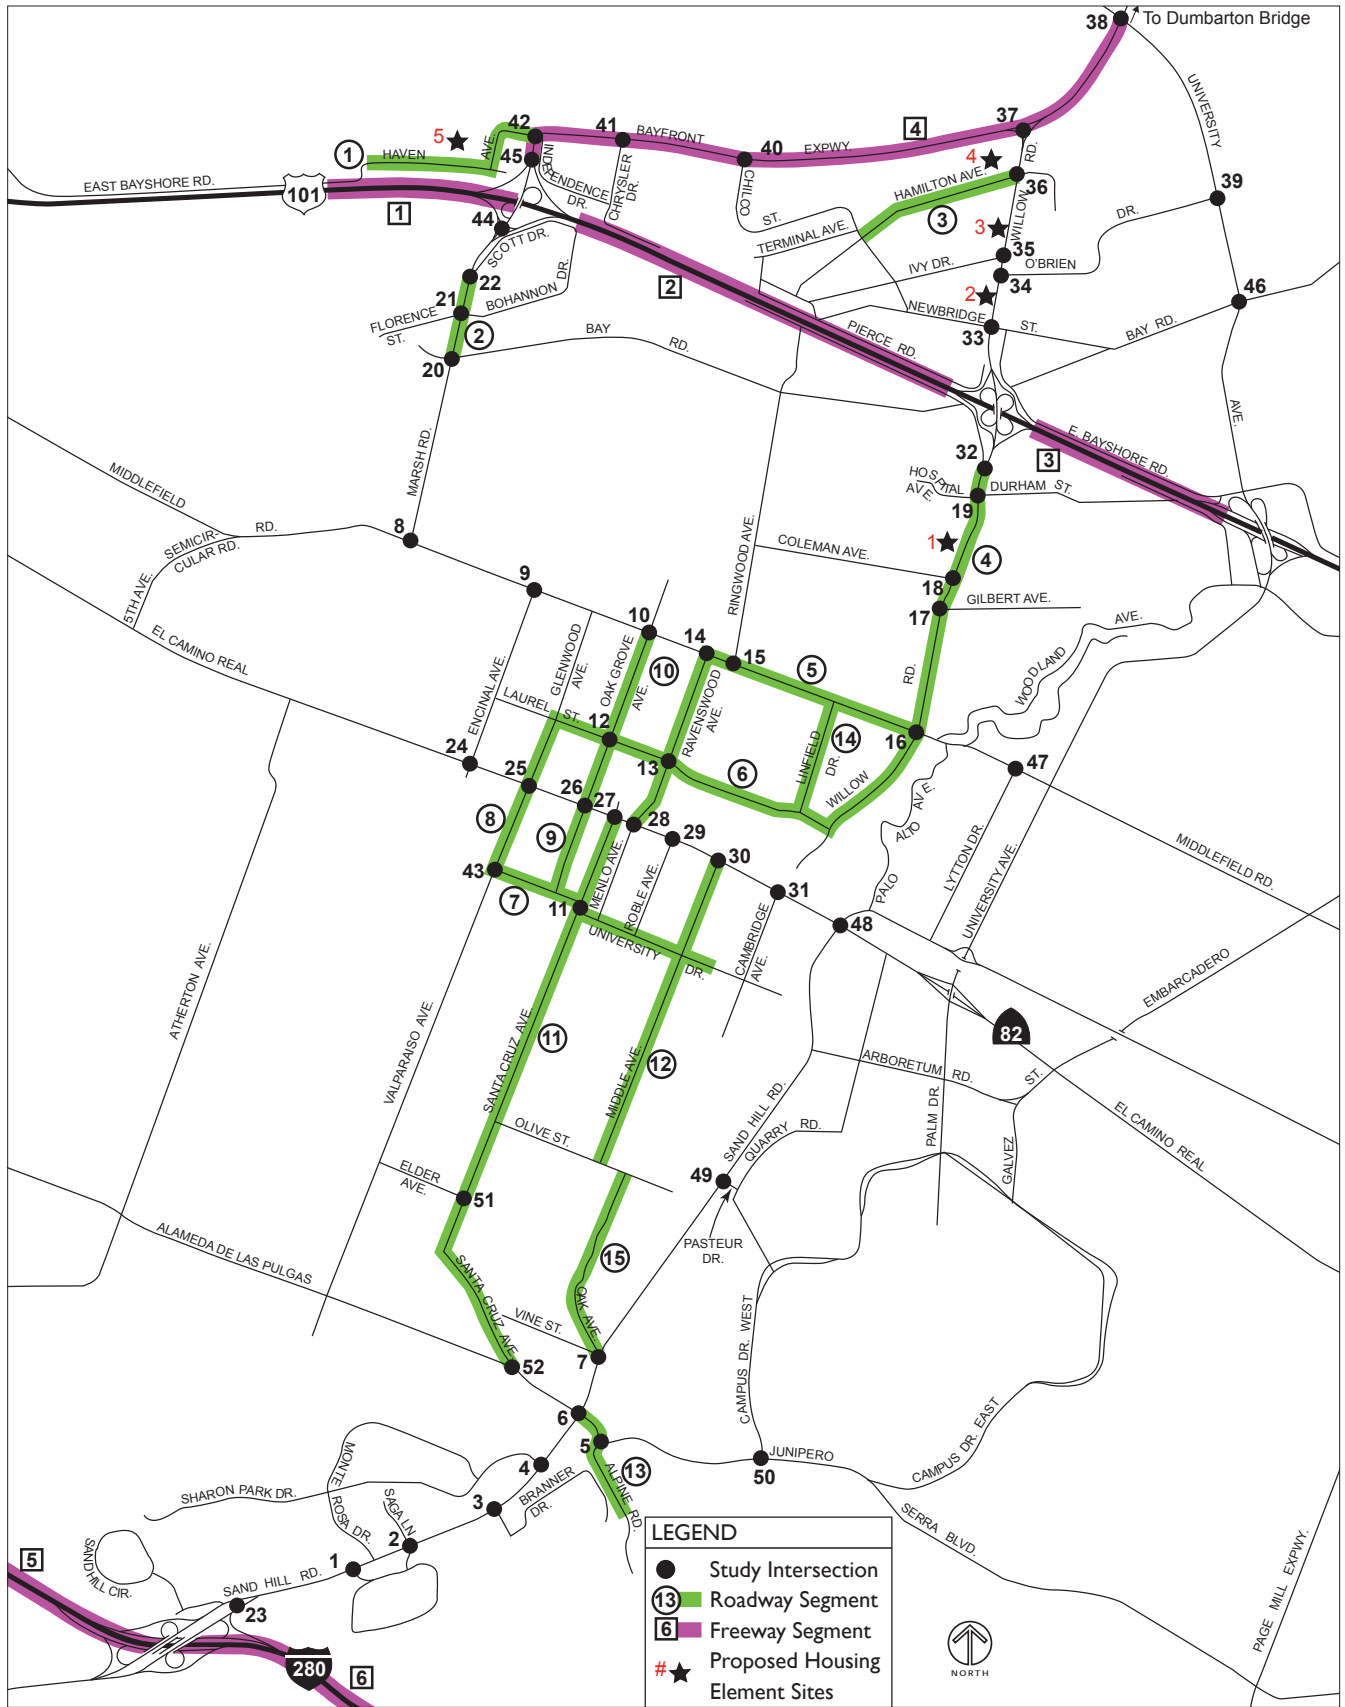 38
To Dumbarton Bridge
UNIVERSITY
AVE.
42
41
BAYFRONT
EXPWY.
4
37
5
AVE.
45
INDE-
PENDENCE
DR.
CHRYSLER
DR.
40
4
RD.
1
HAVEN
HAMILTON AVE.
36
EAST BAYSHORE RD.
101
1
CHILCO
ST.
3
39
44
SCOTT DR.
TERMINAL AVE.
3
WILLOW
DR.
35
IVY DR.
O'BRIEN
22
2
34
2
21
BOHANNON
DR.
46
FLORENCE
ST.
2
NEWBRIDGE
ST.
33
BAY RD.
BAY
RD.
PIERCE RD.
20
AVE.
E. BAYSHORE RD.
MARSH RD.
3
32
MIDDLEFIELD
RD.
HOSPITAL
AVE.
DURHAM ST.
19
8
SEMICIR-
CULAR RD.
RINGWOOD AVE.
COLEMAN AVE.
1
4
5TH AVE.
9
18
17
GILBERT AVE.
AVE.
EL CAMINO REAL
10
14
15
5
WOODLAND
GLENWOOD
AVE.
OAK GROVE
AVE.
10
RAVENSWOOD
AVE.
RD.
ENCINAL AVE.
LAUREL
ST.
12
16
24
13
6
LINFIELD
DR.
14
47
25
26
27
WILLOW
28
29
8
9
MENLO AVE.
ROBLE AVE.
30
ALTO
AVE.
PALO
LYTTON DR.
UNIVERSITY AVE.
MIDDLEFIELD RD.
43
7
11
31
48
UNIVERSITY
DR.
CAMBRIDGE
AVE.
EMBARCADERO
ATHERTON AVE.
82
VALPARAISO AVE.
SANTA CRUZ AVE.
11
MIDDLE AVE.
12
ARBORETUM RD.
ST.
SAND HILL RD.
QUARRY
RD.
PALM DR.
EL CAMINO REAL
OLIVE ST.
GALVEZ
ELDER
AVE.
51
49
ALAMEDA DE LAS PULGAS
PASTEUR
DR.
SANTA CRUZ AVE.
15
OAK AVE.
VINE ST.
CAMPUS DR. WEST
52
7
CAMPUS DR. EAST
6
5
JUNIPERO
50
SERRA BLVD.
MONTE
ROSA DR.
4
13
ALPINE RD.
SHARON PARK DR.
BRANNER
DR.
SAGA LN.
3
2
PAGE MILL EXPWY.
SANDHILL CIR.
5
1
SAND HILL RD.
23
280
6
LEGEND
Study Intersection
13 Roadway Segment
6 Freeway Segment
# Proposed Housing
Element Sites
NORTH